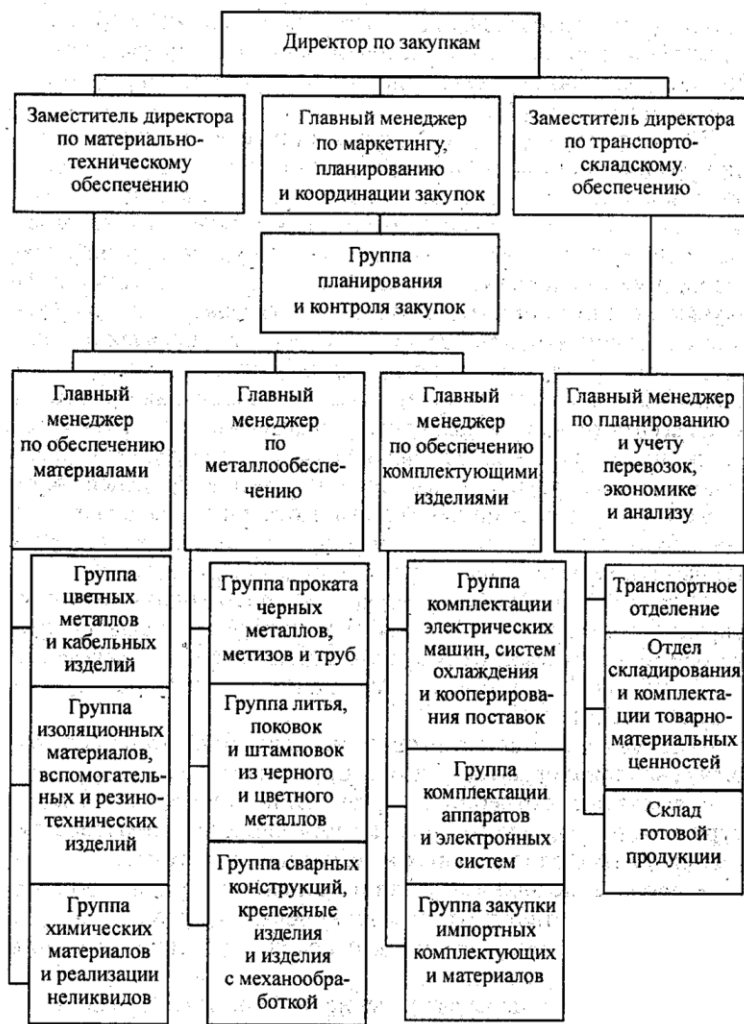 Директор по закупкам
Заместитель директора
по материально-
техническому
обеспечению
Главный менеджер
по маркетингу,
планированию
и координации закупок
Заместитель директора
по транспорто-
складскому
обеспечению
Группа
планирования
и контроля закупок
Главный
менеджер
по обеспечению
материалами
Главный
менеджер
по
металлообеспе-
чению
Главный
менеджер
по обеспечению
комплектующими
изделиями
Главный менеджер
по планированию
и учету
перевозок,
экономике
и анализу
Группа
цветных
металлов
и кабельных
изделий
Группа
изоляционных
материалов,
вспомогатель-
ных и резино-
технических
изделий
Группа
химических
материалов
и реализации
неликвидов
Группа проката
черных
металлов,
метизов и труб
Группа литья,
поковок
и штамповок
из черного
и цветного
металлов
Группа сварных
конструкций,
крепежные
изделия
и изделия
с механообра-
боткой
Группа
комплектации
электрических
машин, систем
охлаждения
и кооперирова-
ния поставок
Группа
комплектации
аппаратов
и электронных
систем
Группа закупки
импортных
комплектующих
и материалов
Транспортное
отделение
Отдел
складирования
и комплекта-
ции товарно-
материальных
ценностей
Склад
готовой
продукции